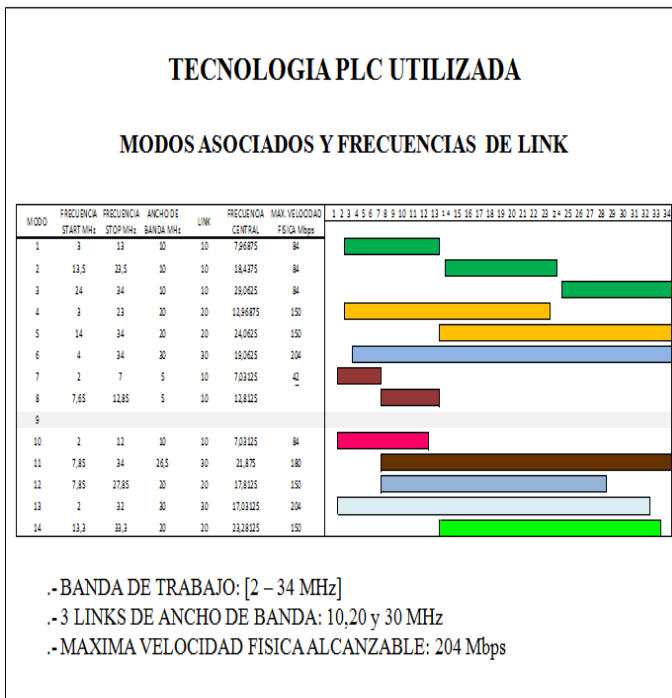 TECNOLOGIA PLC UTILIZADA
MODOS ASOCIADOS Y FRECUENCIAS DE LINK
MODO FRECUENCIA START MHz FRECUENCIA STOP MHz ANCHO DE BANDA MHz LINK FRECUENCIA CENTRAL MAX. VELOCIDAD FISICA Mbps 1 2 3 4 5 6 7 8 9 10 11 12 13 14 15 16 17 18 19 20 21 22 23 24 25 26 27 28 29 30 31 32 33 34
1 3 13 10 10 7,96875 84
2 13,5 23,5 10 10 18,4375 84
3 24 34 10 10 29,0625 84
4 3 23 20 20 12,96875 150
5 14 34 20 20 24,0625 150
6 4 34 30 30 19,0625 204
7 2 7 5 10 7,03125 42
8 7,65 12,85 5 10 12,8125
9
10 2 12 10 10 7,03125 84
11 7,85 34 26,5 30 21,875 180
12 7,85 27,85 20 20 17,8125 150
13 2 32 30 30 17,03125 204
14 13,3 33,3 20 20 23,28125 150
.- BANDA DE TRABAJO: [2 – 34 MHz]
.- 3 LINKS DE ANCHO DE BANDA: 10,20 y 30 MHz
.- MAXIMA VELOCIDAD FISICA ALCANZABLE: 204 Mbps